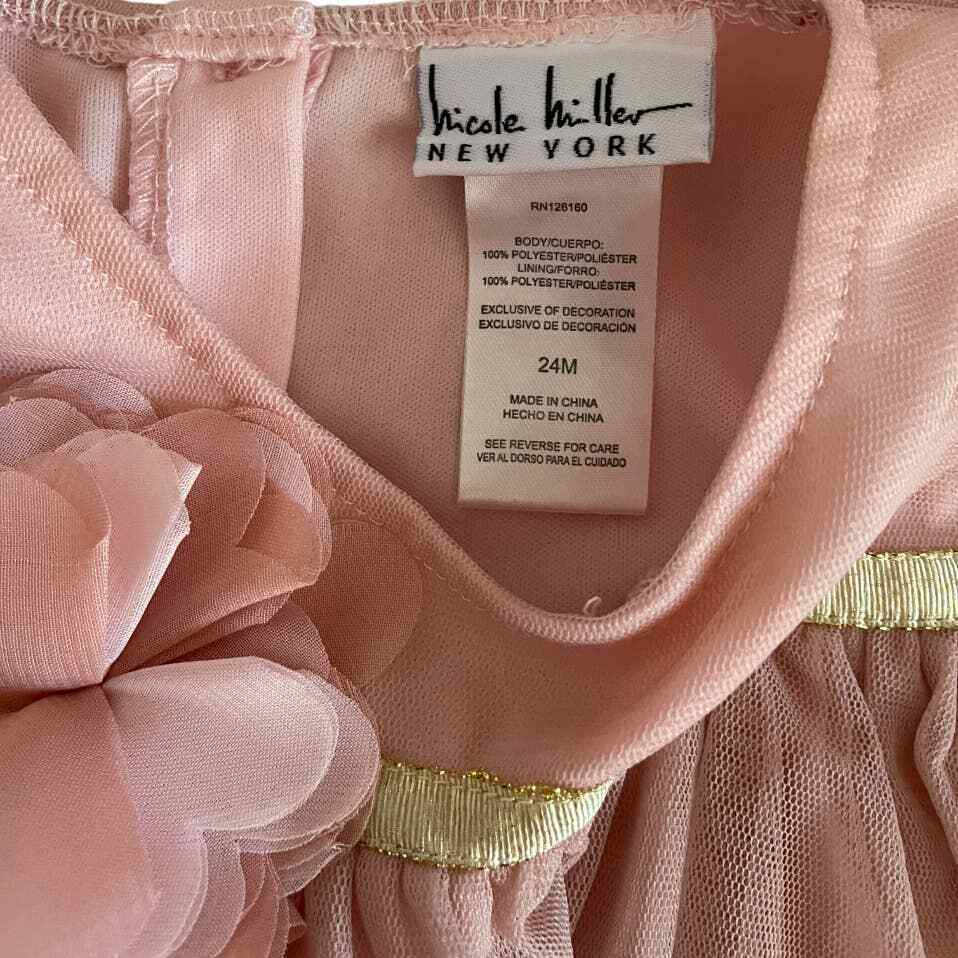 nicole miller
NEW YORK
RN126160
BODY/CUERPO:
100% POLYESTER/POLIÉSTER
LINING/FORRO:
100% POLYESTER/POLIÉSTER
EXCLUSIVE OF DECORATION
EXCLUSIVO DE DECORACIÓN
24M
MADE IN CHINA
HECHO EN CHINA
SEE REVERSE FOR CARE
VER AL DORSO PARA EL CUIDADO